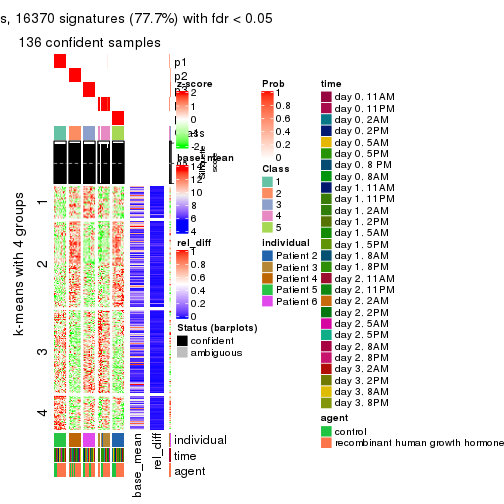 s, 16370 signatures (77.7%) with fdr < 0.05
136 confident samples
p1
p2
p3
z-score
2
1
0
-1
-2
Class
Silhouette
score
base_mean
14
12
10
8
6
4
rel_diff
1
0.8
0.6
0.4
0.2
0
Status (barplots)
confident
ambiguous
Prob
1
0.8
0.6
0.4
0.2
0
Class
1
2
3
4
5
individual
Patient 2
Patient 3
Patient 4
Patient 5
Patient 6
time
day 0. 11AM
day 0. 11PM
day 0. 2AM
day 0. 2PM
day 0. 5AM
day 0. 5PM
day 0. 8 PM
day 0. 8AM
day 1. 11AM
day 1. 11PM
day 1. 2AM
day 1. 2PM
day 1. 5AM
day 1. 5PM
day 1. 8AM
day 1. 8PM
day 2. 11AM
day 2. 11PM
day 2. 2AM
day 2. 2PM
day 2. 5AM
day 2. 5PM
day 2. 8AM
day 2. 8PM
day 3. 2AM
day 3. 2PM
day 3. 8AM
day 3. 8PM
agent
control
recombinant human growth hormone
k-means with 4 groups
1
2
3
4
base_mean
rel_diff
individual
time
agent